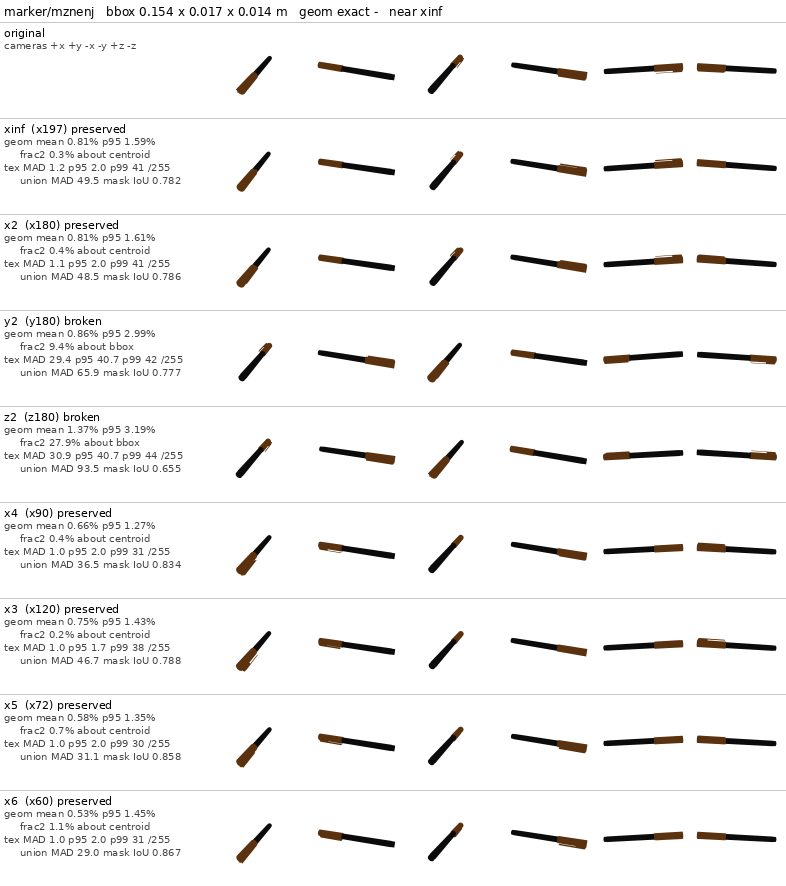 marker/mznenj   bbox 0.154 x 0.017 x 0.014 m   geom exact -   near xinf
original
cameras +x +y -x -y +z -z
xinf  (x197) preserved
geom mean 0.81% p95 1.59%
frac2 0.3% about centroid
tex MAD 1.2 p95 2.0 p99 41 /255
union MAD 49.5 mask IoU 0.782
x2  (x180) preserved
geom mean 0.81% p95 1.61%
frac2 0.4% about centroid
tex MAD 1.1 p95 2.0 p99 41 /255
union MAD 48.5 mask IoU 0.786
y2  (y180) broken
geom mean 0.86% p95 2.99%
frac2 9.4% about bbox
tex MAD 29.4 p95 40.7 p99 42 /255
union MAD 65.9 mask IoU 0.777
z2  (z180) broken
geom mean 1.37% p95 3.19%
frac2 27.9% about bbox
tex MAD 30.9 p95 40.7 p99 44 /255
union MAD 93.5 mask IoU 0.655
x4  (x90) preserved
geom mean 0.66% p95 1.27%
frac2 0.4% about centroid
tex MAD 1.0 p95 2.0 p99 31 /255
union MAD 36.5 mask IoU 0.834
x3  (x120) preserved
geom mean 0.75% p95 1.43%
frac2 0.2% about centroid
tex MAD 1.0 p95 1.7 p99 38 /255
union MAD 46.7 mask IoU 0.788
x5  (x72) preserved
geom mean 0.58% p95 1.35%
frac2 0.7% about centroid
tex MAD 1.0 p95 2.0 p99 30 /255
union MAD 31.1 mask IoU 0.858
x6  (x60) preserved
geom mean 0.53% p95 1.45%
frac2 1.1% about centroid
tex MAD 1.0 p95 2.0 p99 31 /255
union MAD 29.0 mask IoU 0.867